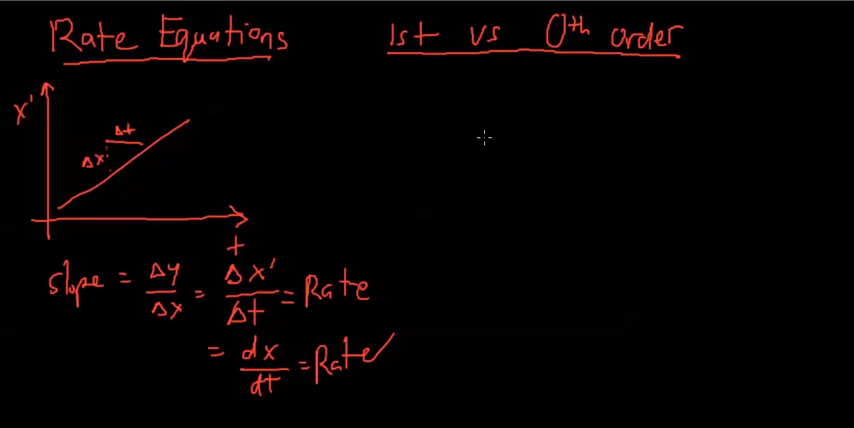 Rate Equations
1st vs 0th order
x'
Δt
Δx'
t
slope = Δy/Δx = Δx'/Δt = Rate
= dx/dt = Rate ✓